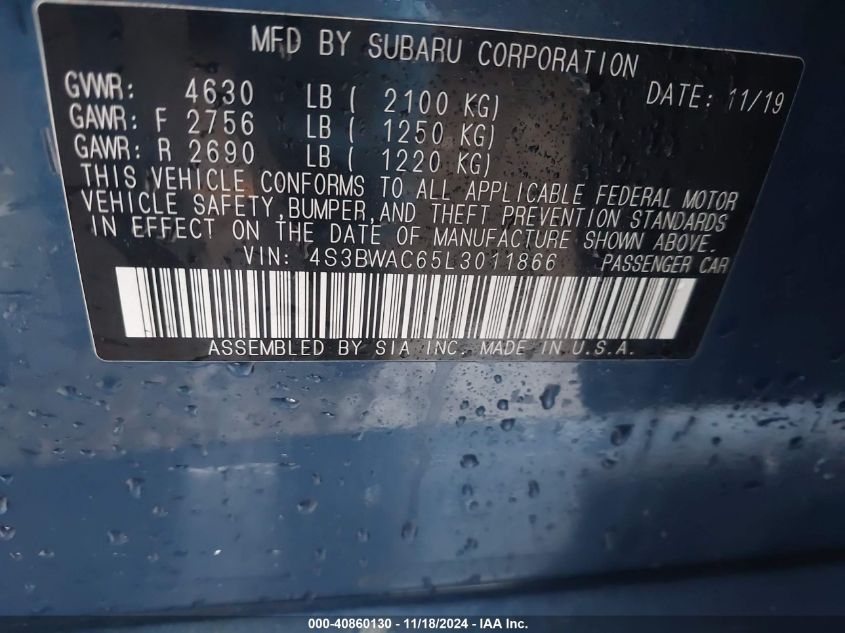 MFD BY SUBARU CORPORATION
GVWR: 4630 LB ( 2100 KG) DATE: 11/19
GAWR: F 2756 LB ( 1250 KG)
GAWR: R 2690 LB ( 1220 KG)
THIS VEHICLE CONFORMS TO ALL APPLICABLE FEDERAL MOTOR
VEHICLE SAFETY,BUMPER,AND THEFT PREVENTION STANDARDS
IN EFFECT ON THE DATE OF MANUFACTURE SHOWN ABOVE.
VIN: 4S3BWAC65L3011866 PASSENGER CAR
ASSEMBLED BY SIA INC. MADE IN U.S.A.
000-40860130 - 11/18/2024 - IAA Inc.